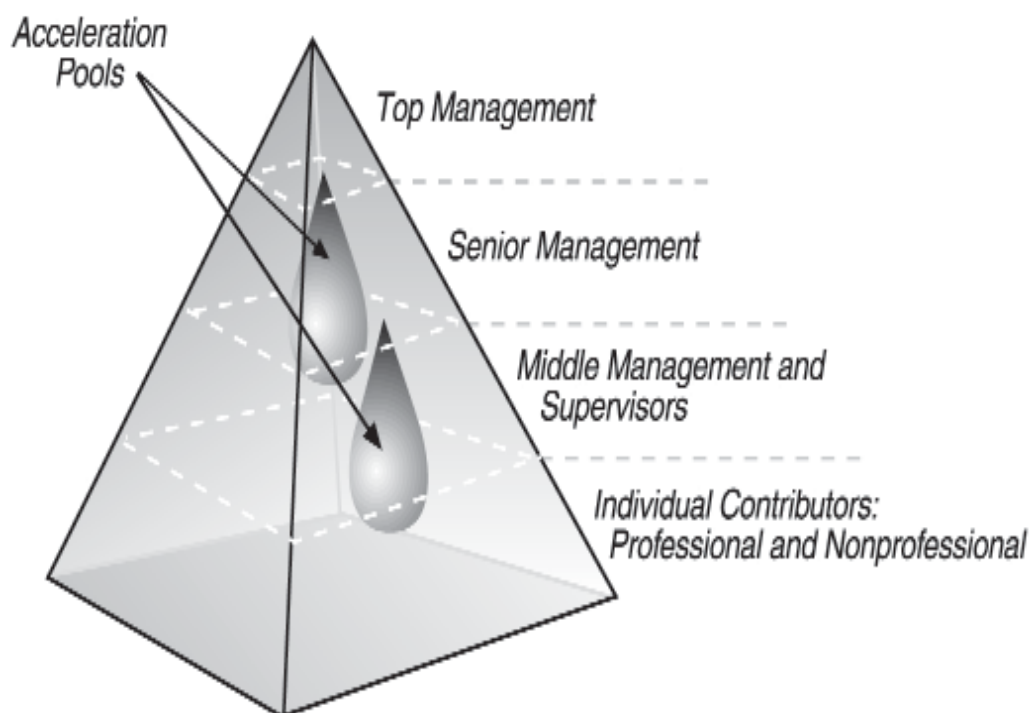 Acceleration
Pools
Top Management
Senior Management
Middle Management and
Supervisors
Individual Contributors:
Professional and Nonprofessional